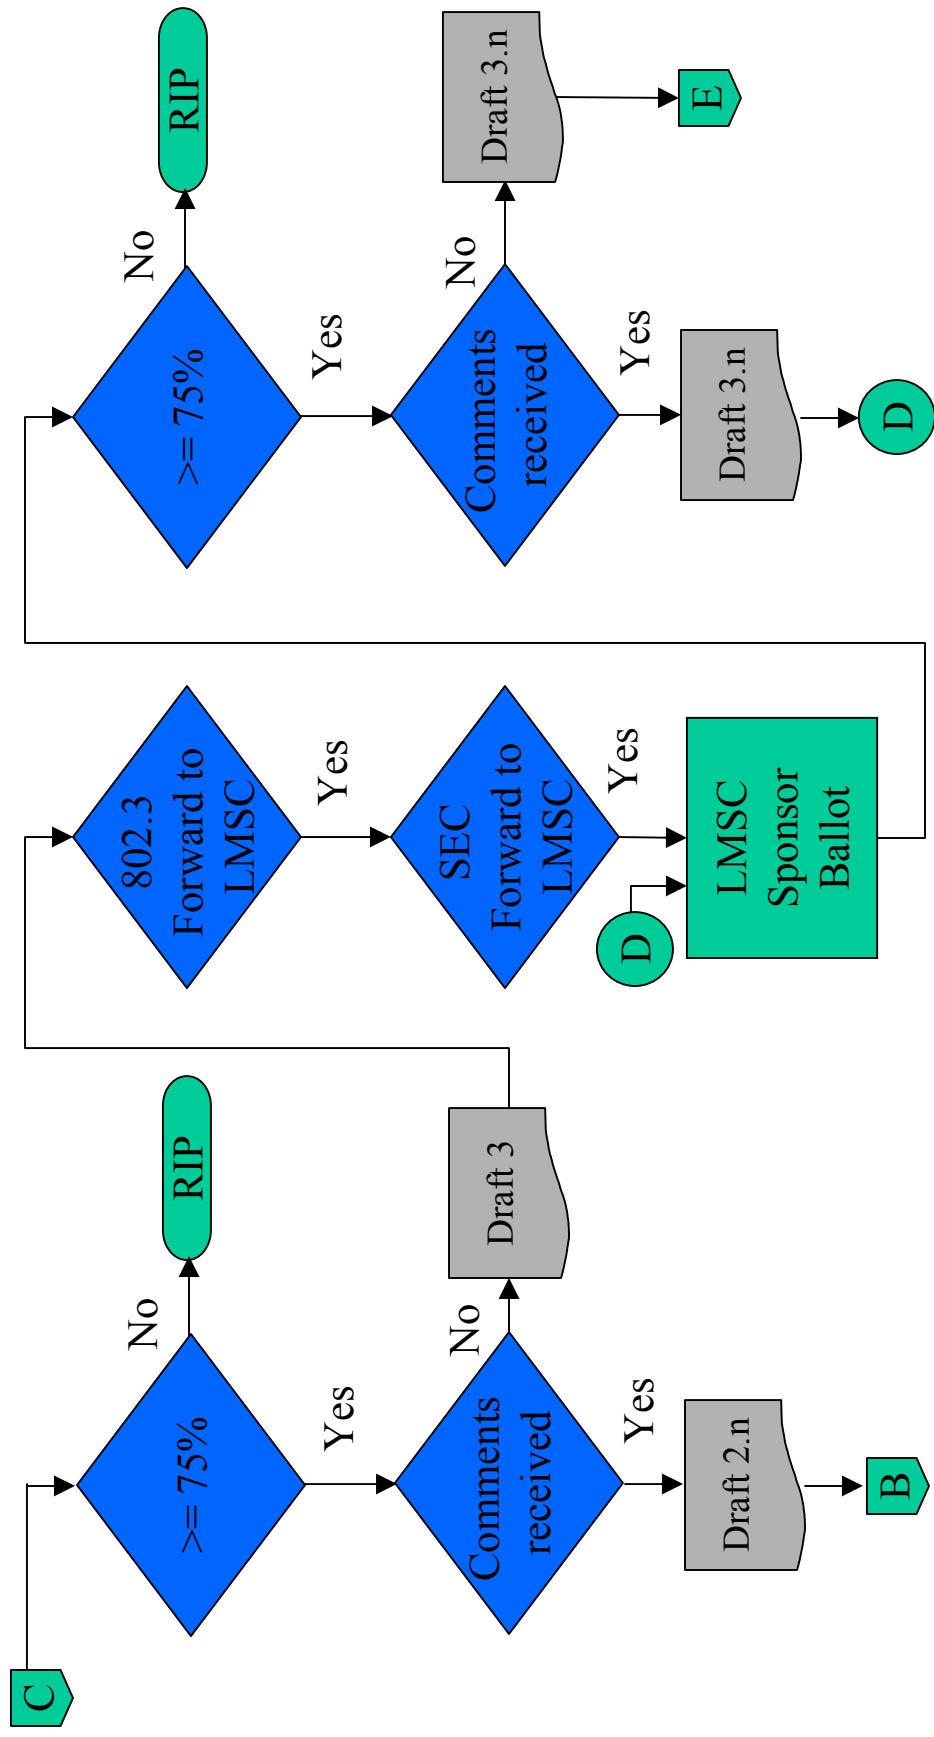 C
>= 75%
No
RIP
Yes
Comments
received
No
Draft 3
Yes
Draft 2.n
B
802.3
Forward to
LMSC
Yes
SEC
Forward to
LMSC
Yes
D
LMSC
Sponsor
Ballot
>= 75%
No
RIP
Yes
Comments
received
No
Draft 3.n
E
Yes
Draft 3.n
D